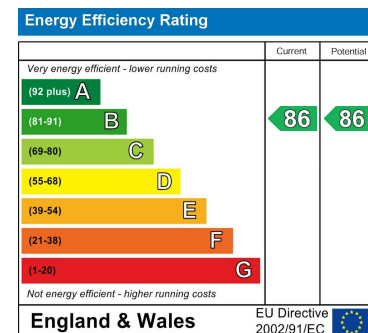 Energy Efficiency Rating
Current Potential
Very energy efficient - lower running costs
(92 plus) A
(81-91) B 86 86
(69-80) C
(55-68) D
(39-54) E
(21-38) F
(1-20) G
Not energy efficient - higher running costs
England & Wales
EU Directive
2002/91/EC